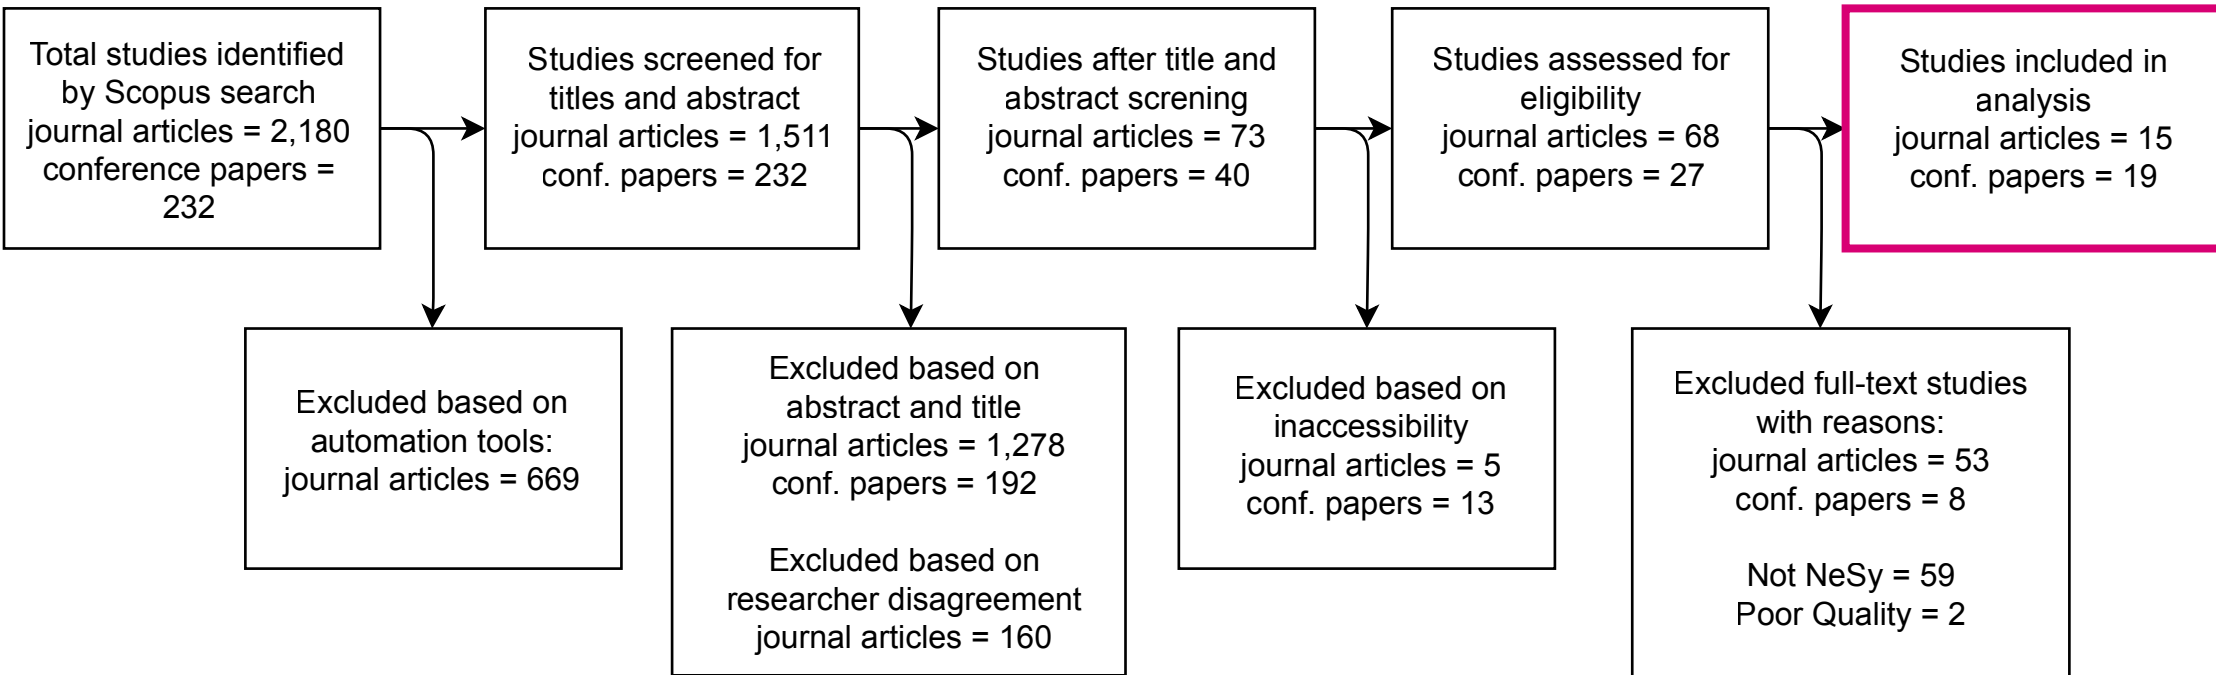 Total studies identified
by Scopus search
journal articles = 2,180
conference papers =
232
Studies screened for
titles and abstract
journal articles = 1,511
conf. papers = 232
Studies after title and
abstract screning
journal articles = 73
conf. papers = 40
Studies assessed for
eligibility
journal articles = 68
conf. papers = 27
Studies included in
analysis
journal articles = 15
conf. papers = 19
Excluded based on
automation tools:
journal articles = 669
Excluded based on
abstract and title
journal articles = 1,278
conf. papers = 192
Excluded based on
researcher disagreement
journal articles = 160
Excluded based on
inaccessibility
journal articles = 5
conf. papers = 13
Excluded full-text studies
with reasons:
journal articles = 53
conf. papers = 8
Not NeSy = 59
Poor Quality = 2